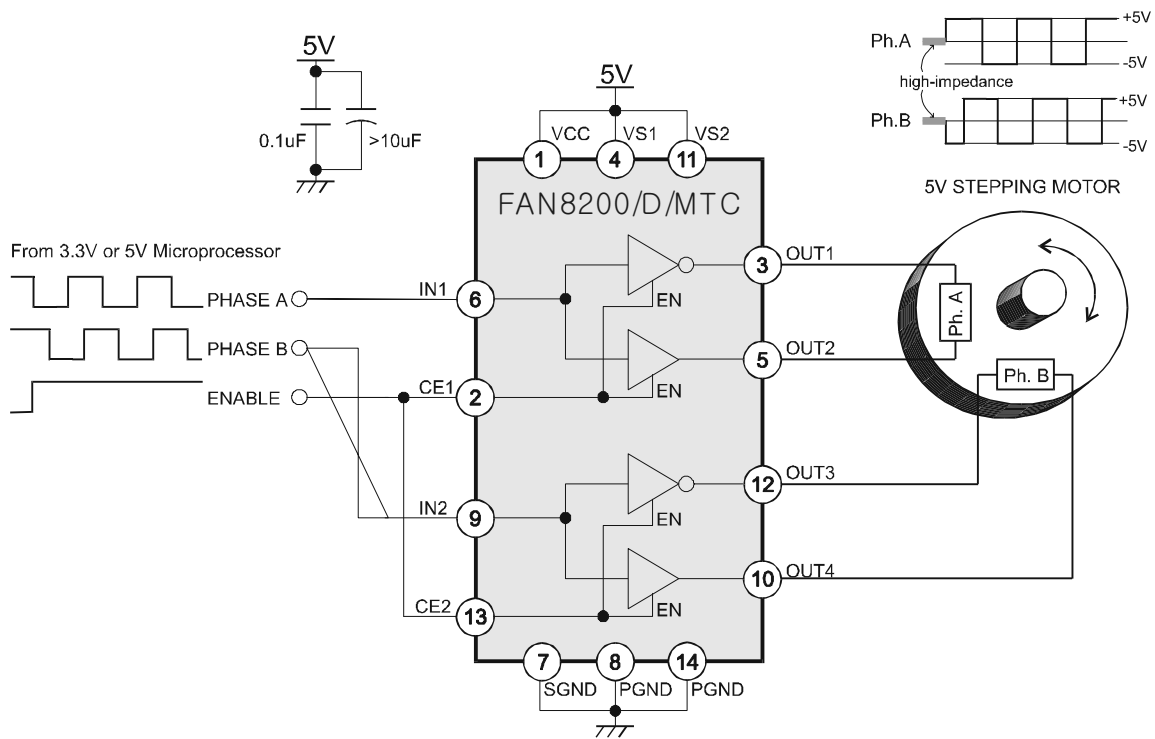 5V
0.1uF
>10uF
5V
VCC
VS1
VS2
1
4
11
FAN8200/D/MTC
Ph.A
+5V
-5V
high-impedance
Ph.B
+5V
-5V
5V STEPPING MOTOR
From 3.3V or 5V Microprocessor
PHASE A
IN1
6
EN
3
OUT1
Ph. A
PHASE B
5
OUT2
Ph. B
ENABLE
CE1
2
EN
IN2
9
EN
12
OUT3
10
OUT4
CE2
13
EN
7
8
14
SGND
PGND
PGND